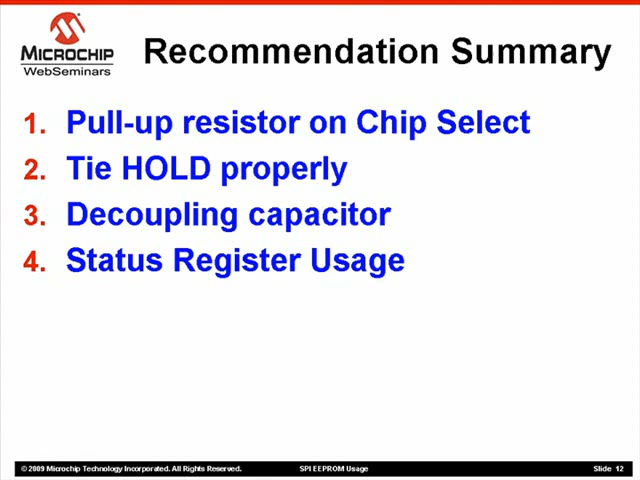 MICROCHIP
WebSeminars
Recommendation Summary
1. Pull-up resistor on Chip Select
2. Tie HOLD properly
3. Decoupling capacitor
4. Status Register Usage
© 2009 Microchip Technology Incorporated. All Rights Reserved. SPI EEPROM Usage Slide 12